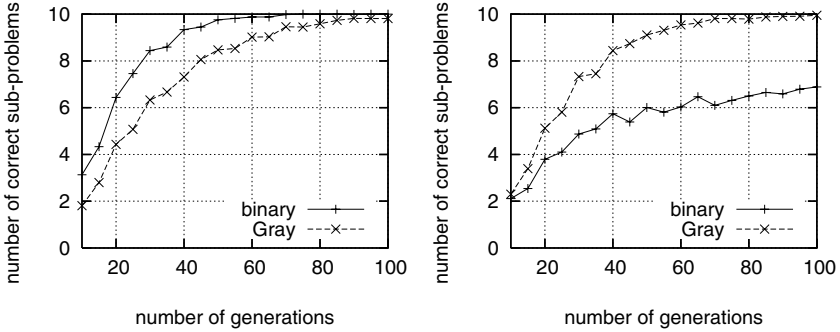 number of correct sub-problems
10
8
6
4
2
0
binary
Gray
20 40 60 80 100
number of generations
number of correct sub-problems
10
8
6
4
2
0
binary
Gray
20 40 60 80 100
number of generations